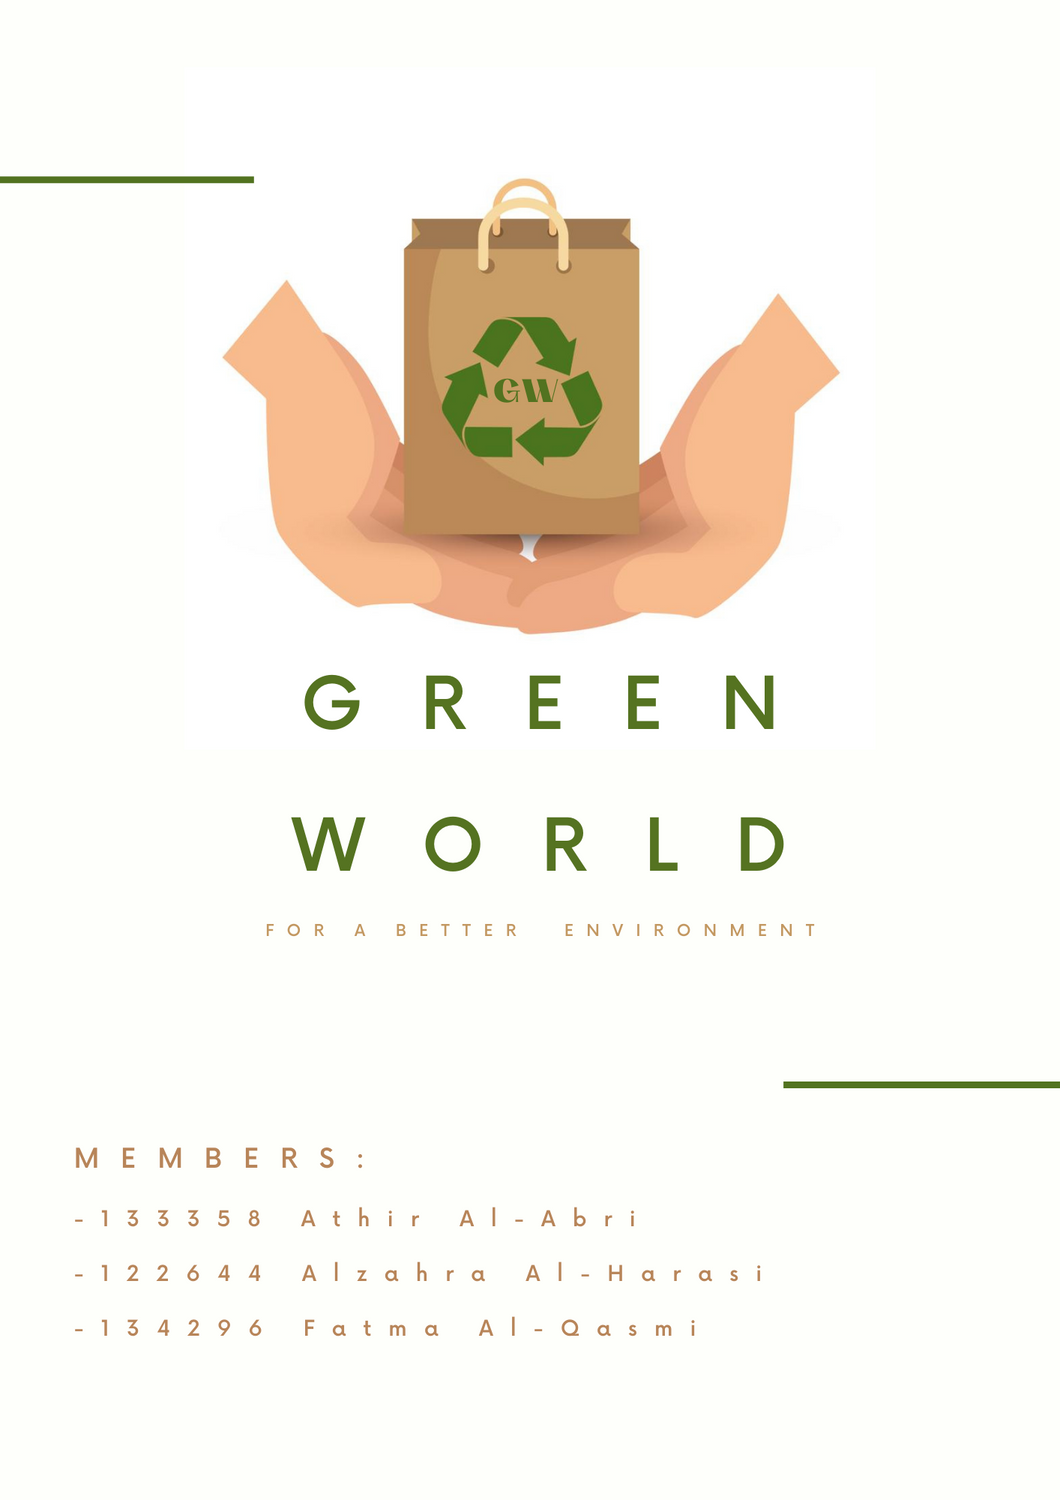 GW
GREEN
WORLD
FOR A BETTER ENVIRONMENT
MEMBERS:
-133358 Athir Al-Abri
-122644 Alzahra Al-Harasi
-134296 Fatma Al-Qasmi